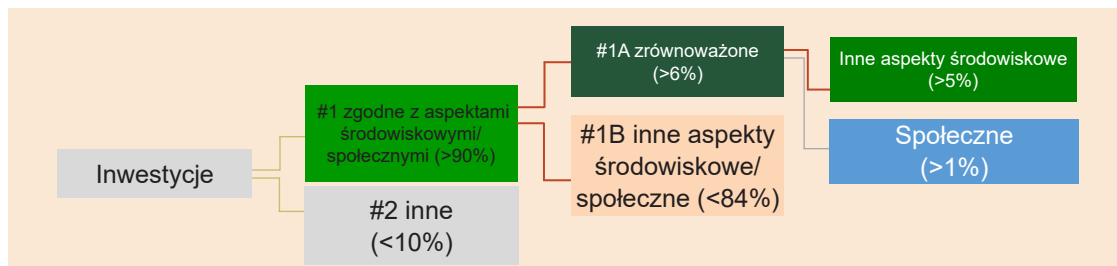 Inwestycje
#1 zgodne z aspektami
środowiskowymi/
społecznymi (>90%)
#2 inne
(<10%)
#1A zrównoważone
(>6%)
#1B inne aspekty
środowiskowe/
społeczne (<84%)
Inne aspekty środowiskowe
(>5%)
Społeczne
(>1%)